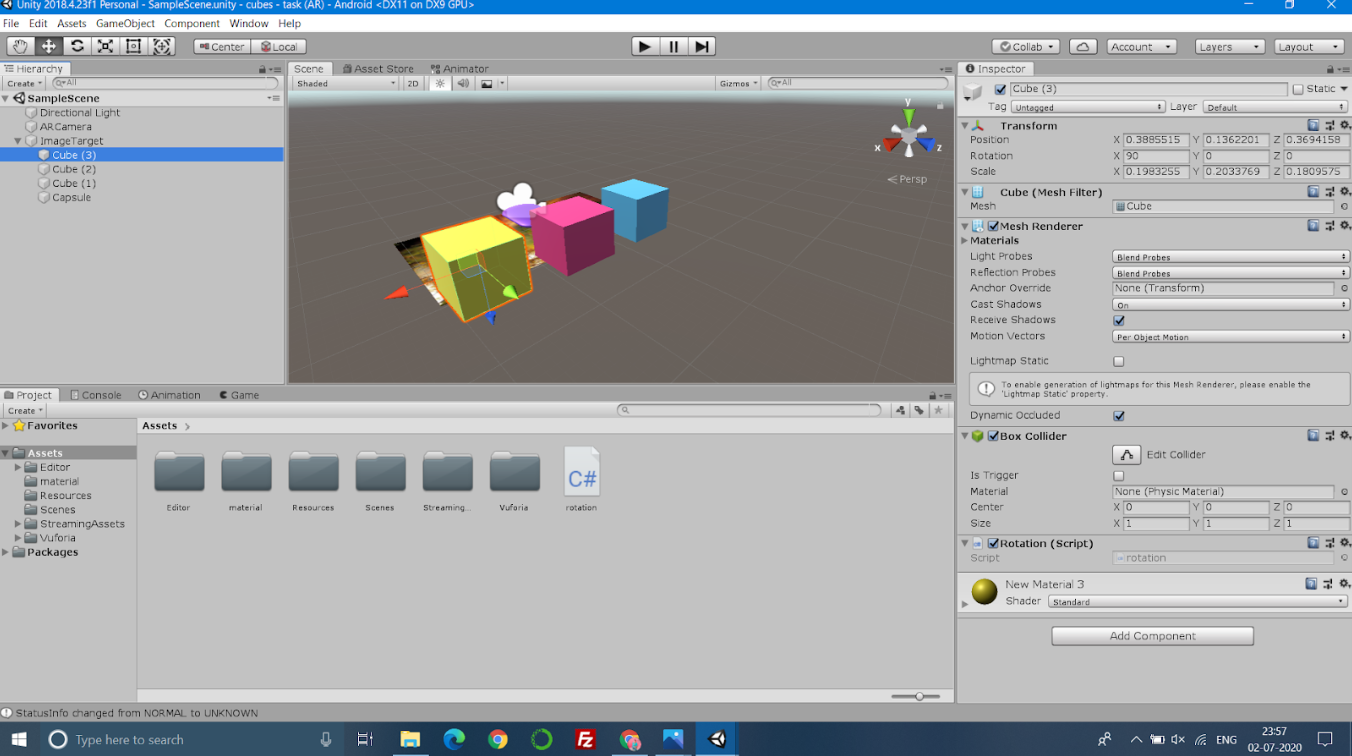 Unity 2018.4.23f1 Personal - SampleScene.unity - cubes - task (AR) - Android <DX11 on DX9 GPU>
File Edit Assets GameObject Component Window Help
Center Local Collab Account Layers Layout
Hierarchy
Create All
SampleScene
Directional Light
ARCamera
ImageTarget
Cube (3)
Cube (2)
Cube (1)
Capsule
Scene Asset Store Animator
Shaded 2D Gizmos All
y
x z
Persp
Inspector
Cube (3) Static
Tag Untagged Layer Default
Transform
Position X 0.3885515 Y 0.1362201 Z 0.3694158
Rotation X 90 Y 0 Z 0
Scale X 0.1983255 Y 0.2033769 Z 0.1809575
Cube (Mesh Filter)
Mesh Cube
Mesh Renderer
Materials
Light Probes Blend Probes
Reflection Probes Blend Probes
Anchor Override None (Transform)
Cast Shadows On
Receive Shadows
Motion Vectors Per Object Motion
Lightmap Static
To enable generation of lightmaps for this Mesh Renderer, please enable the
'Lightmap Static' property.
Dynamic Occluded
Box Collider
Edit Collider
Is Trigger
Material None (Physic Material)
Center X 0 Y 0 Z 0
Size X 1 Y 1 Z 1
Rotation (Script)
Script rotation
New Material 3
Shader Standard
Add Component
Project Console Animation Game
Create
Favorites
Assets
Editor
material
Resources
Scenes
StreamingAssets
Vuforia
Packages
Assets
C#
Editor material Resources Scenes Streaming... Vuforia rotation
StatusInfo changed from NORMAL to UNKNOWN
Type here to search
ENG
23:57
02-07-2020